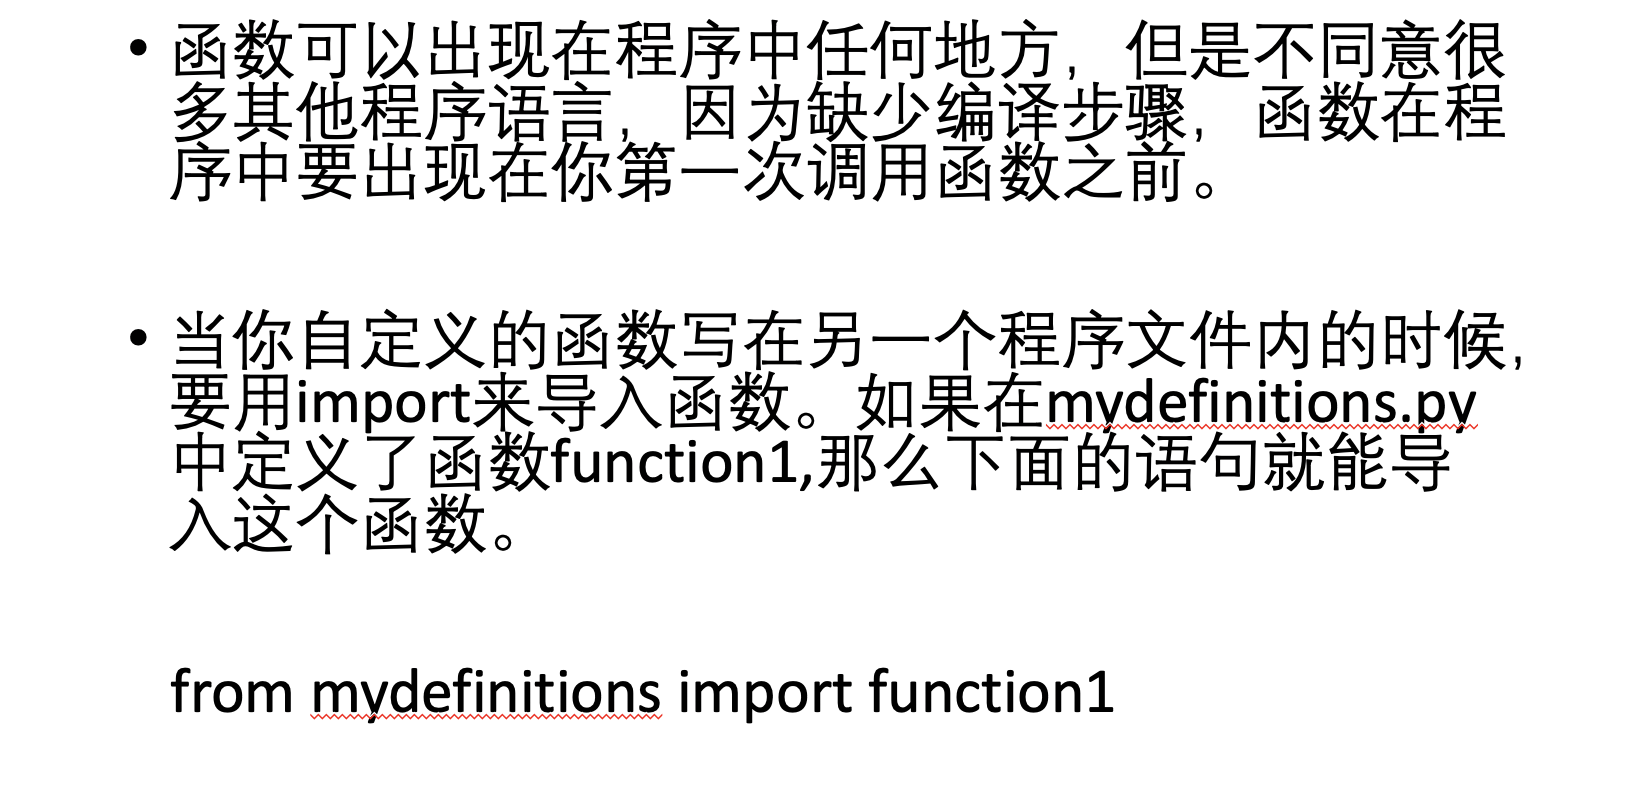 • 函数可以出现在程序中任何地方，但是不同意很
多其他程序语言，因为缺少编译步骤，函数在程
序中要出现在你第一次调用函数之前。
• 当你自定义的函数写在另一个程序文件内的时候，
要用import来导入函数。如果在mydefinitions.py
中定义了函数function1,那么下面的语句就能导
入这个函数。
from mydefinitions import function1